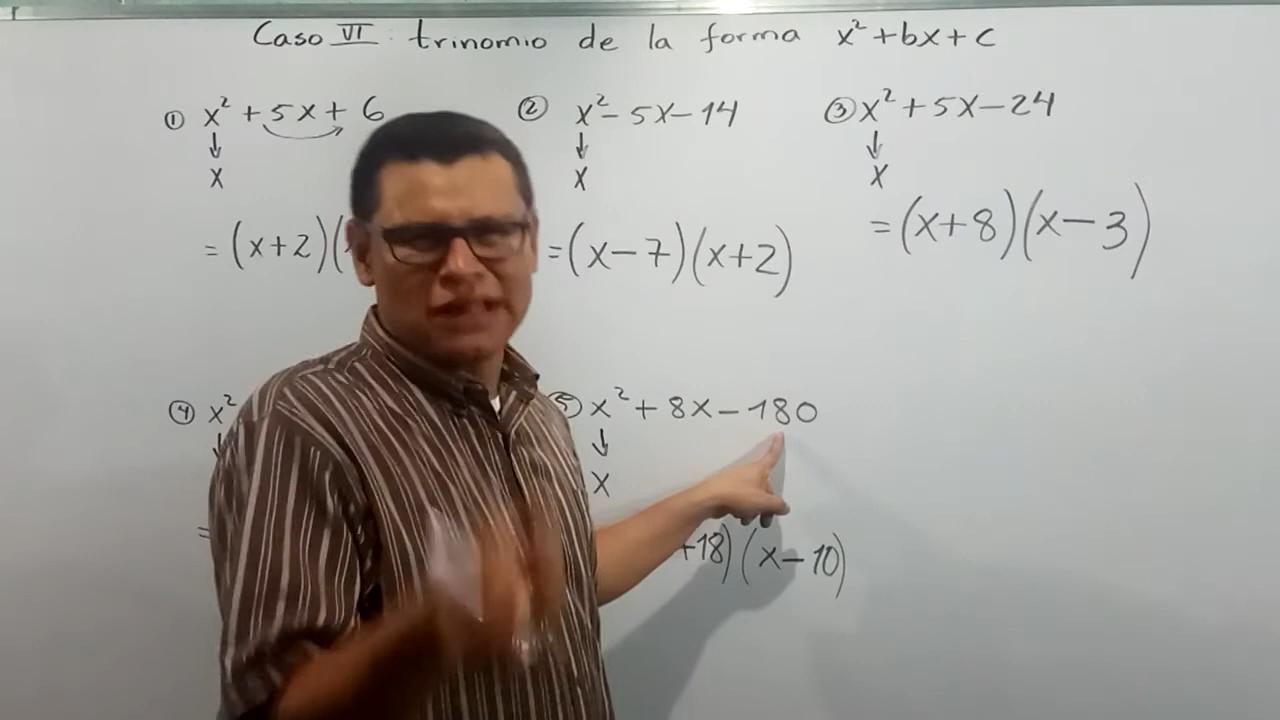 Caso VI: trinomio de la forma x²+bx+c
① x²+5x+6
↓
x
=(x+2)(
② x²-5x-14
↓
x
=(x-7)(x+2)
③ x²+5x-24
↓
x
=(x+8)(x-3)
④ x²
↓
=
⑤ x²+8x-180
↓
x
+18)(x-10)